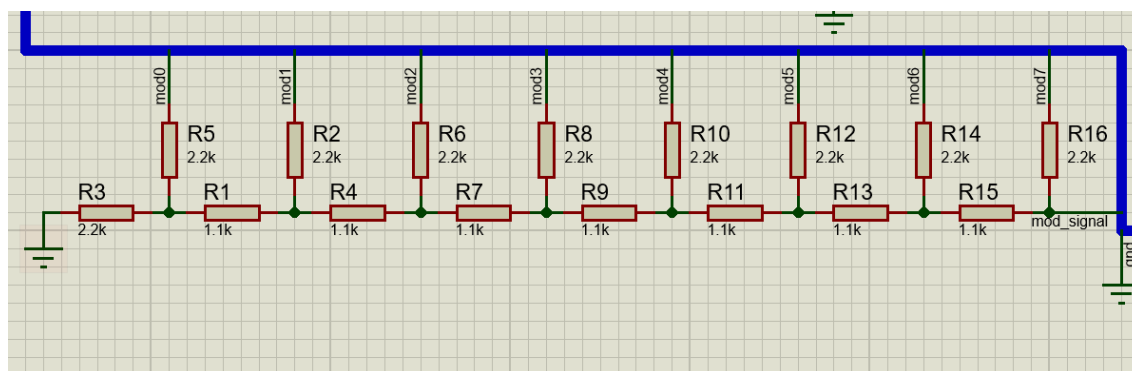 mod0
mod1
mod2
mod3
mod4
mod5
mod6
mod7
R5
2.2k
R2
2.2k
R6
2.2k
R8
2.2k
R10
2.2k
R12
2.2k
R14
2.2k
R16
2.2k
R3
2.2k
R1
1.1k
R4
1.1k
R7
1.1k
R9
1.1k
R11
1.1k
R13
1.1k
R15
1.1k
mod_signal
gnd